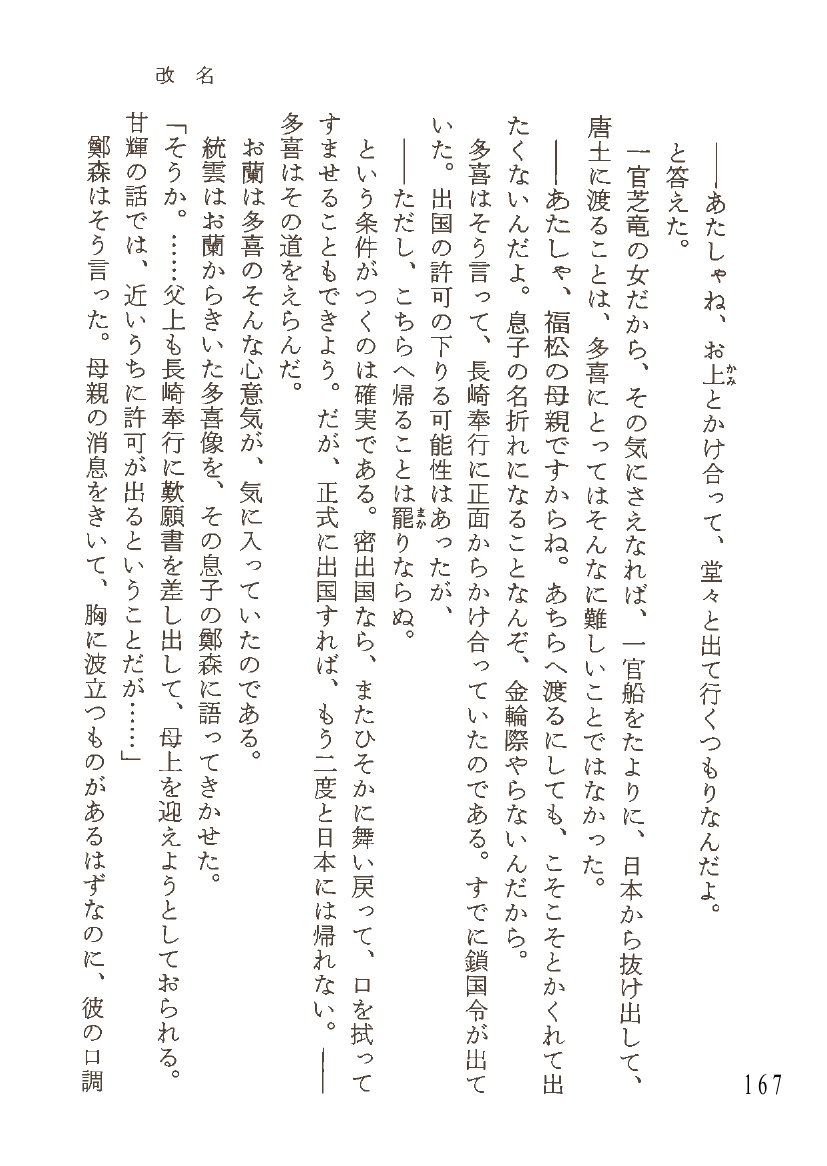 改名
――あたしゃね、お上とかけ合って、堂々と出て行くつもりなんだよ。
と答えた。
一官芝竜の女だから、その気にさえなれば、一官船をたよりに、日本から抜け出して、
唐土に渡ることは、多喜にとってはそんなに難しいことではなかった。
――あたしゃ、福松の母親ですからね。あちらへ渡るにしても、こそこそとかくれて出
たくないんだよ。息子の名折れになることなんぞ、金輪際やらないんだから。
多喜はそう言って、長崎奉行に正面からかけ合っていたのである。すでに鎖国令が出て
いた。出国の許可の下りる可能性はあったが、
――ただし、こちらへ帰ることは罷りならぬ。
という条件がつくのは確実である。密出国なら、またひそかに舞い戻って、口を拭って
すませることもできよう。だが、正式に出国すれば、もう二度と日本には帰れない。――
多喜はその道をえらんだ。
お蘭は多喜のそんな心意気が、気に入っていたのである。
統雲はお蘭からきいた多喜像を、その息子の鄭森に語ってきかせた。
「そうか。……父上も長崎奉行に歎願書を差し出して、母上を迎えようとしておられる。
甘輝の話では、近いうちに許可が出るということだが……」
鄭森はそう言った。母親の消息をきいて、胸に波立つものがあるはずなのに、彼の口調
かみ
まか
167